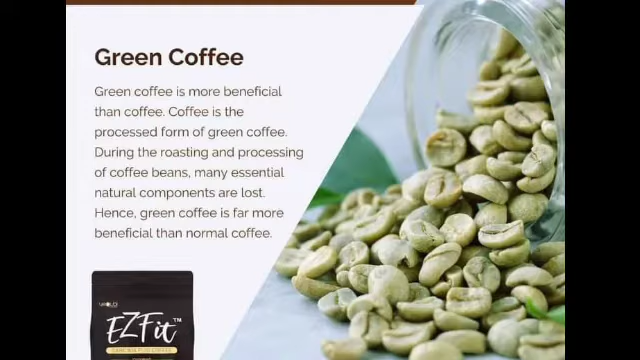 Green Coffee
Green coffee is more beneficial
than coffee. Coffee is the
processed form of green coffee.
During the roasting and processing
of coffee beans, many essential
natural components are lost.
Hence, green coffee is far more
beneficial than normal coffee.
EZFit™